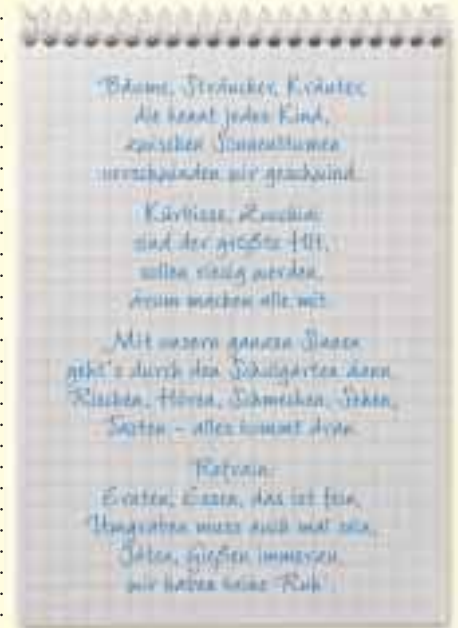 Bäume, Sträucher, Kräuter,
die kennt jedes Kind,
zwischen Sonnenblumen
verschwinden wir geschwind.
Kürbisse, Zucchini
sind der größte Hit,
sollen riesig werden,
drum machen alle mit.
Mit unsern ganzen Sinnen
geht's durch den Schulgarten dann.
Riechen, Hören, Schmecken, Sehen,
Tasten – alles kommt dran.
Refrain:
Ernten, Essen, das ist fein,
Umgraben muss auch mal sein,
Jäten, Gießen immerzu,
wir haben keine Ruh'.